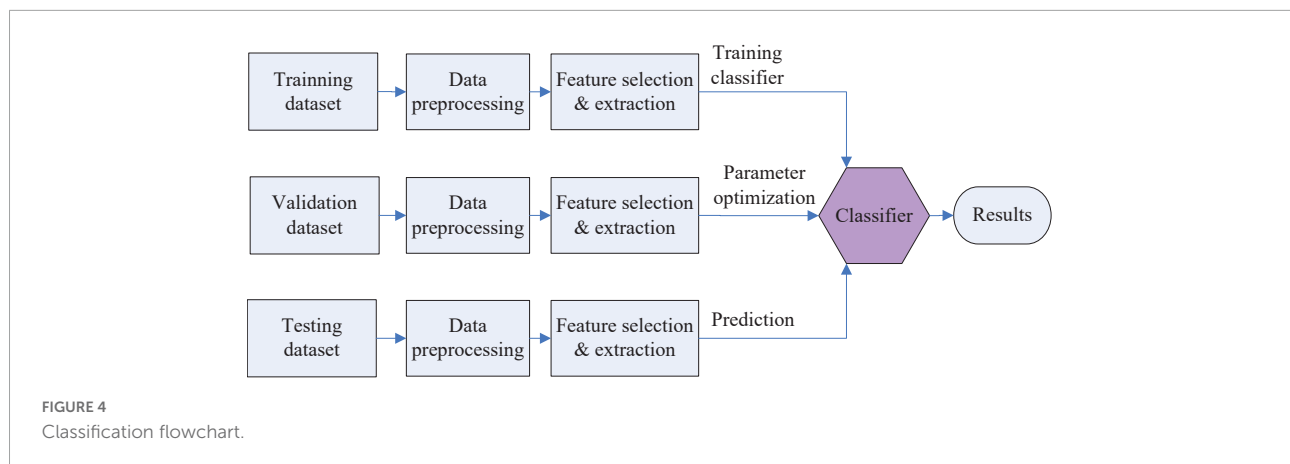 Trainning
dataset
Data
preprocessing
Feature selection
& extraction
Training
classifier
Validation
dataset
Data
preprocessing
Feature selection
& extraction
Parameter
optimization
Classifier
Results
Testing
dataset
Data
preprocessing
Feature selection
& extraction
Prediction
FIGURE 4
Classification flowchart.